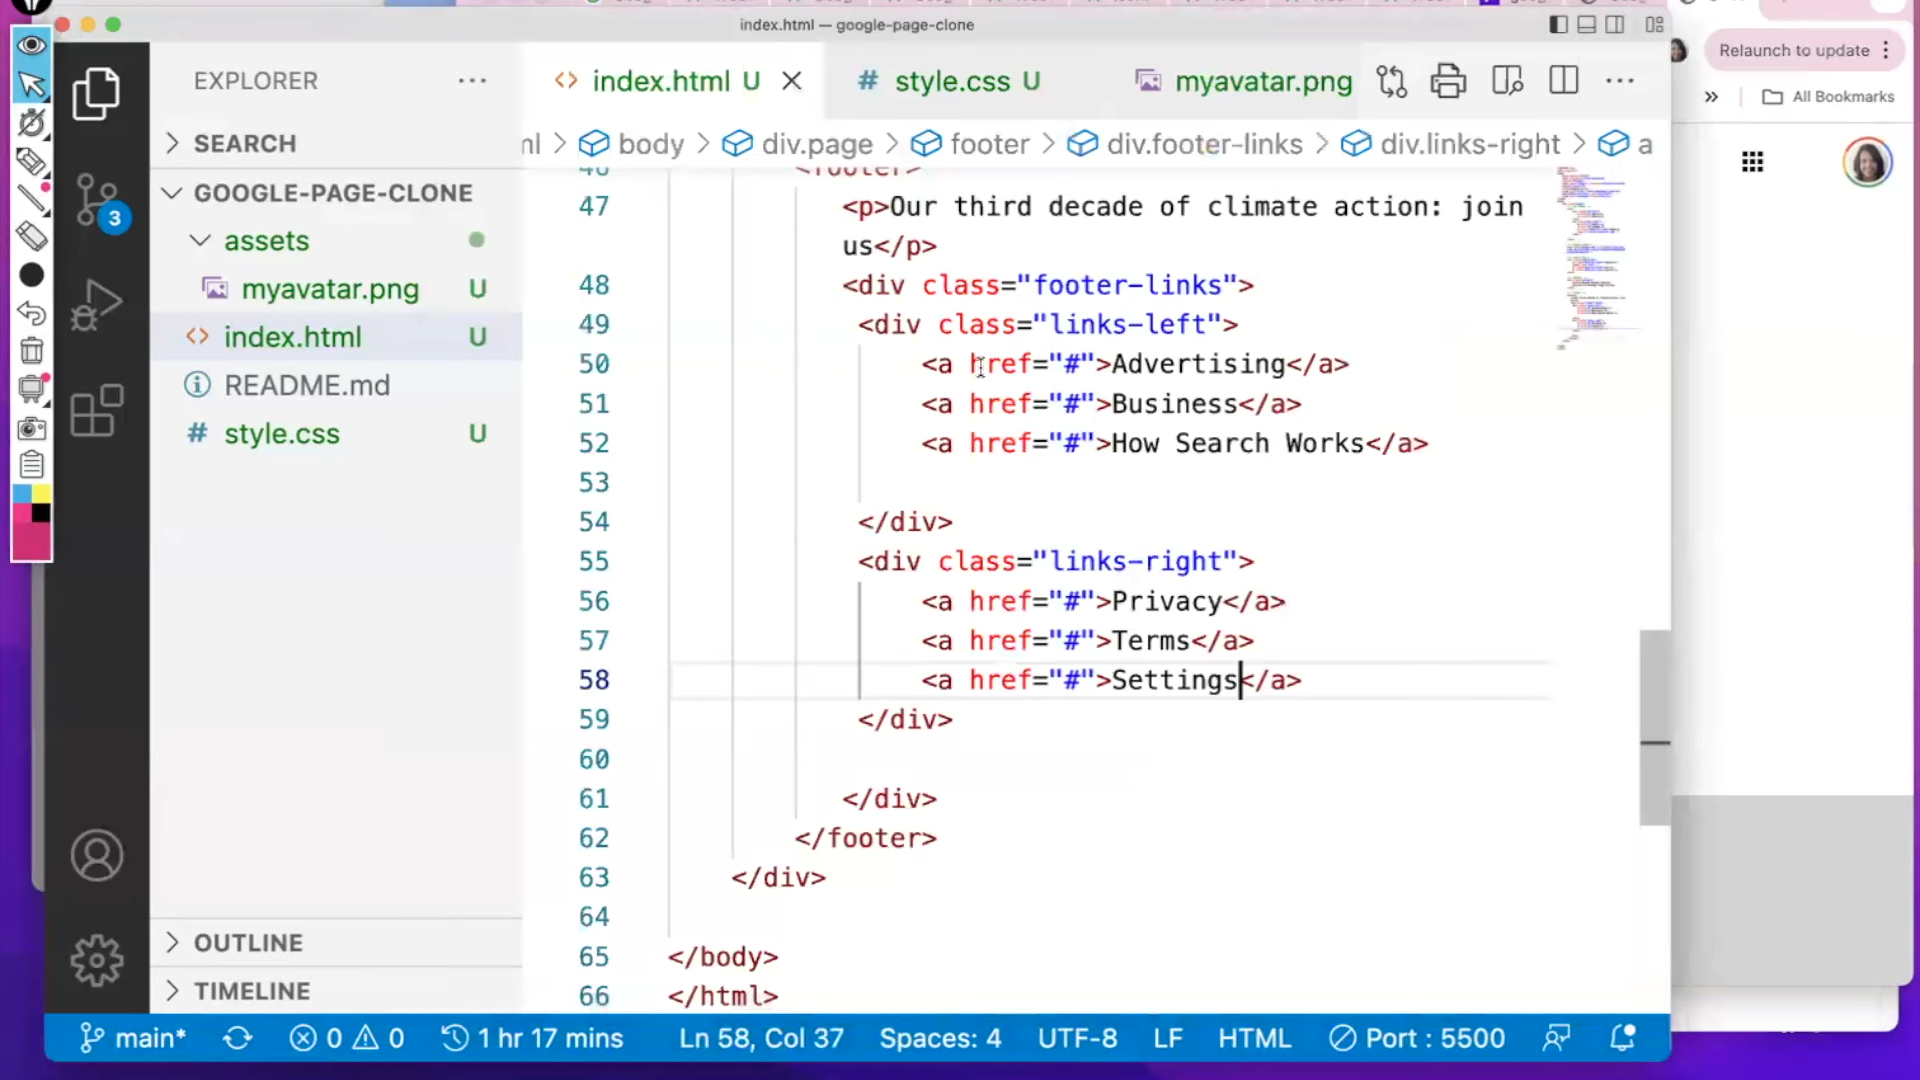 index.html — google-page-clone
Relaunch to update
All Bookmarks
EXPLORER
SEARCH
GOOGLE-PAGE-CLONE
assets
myavatar.png U
index.html U
README.md
style.css U
OUTLINE
TIMELINE
3
index.html U
style.css U
myavatar.png
body > div.page > footer > div.footer-links > div.links-right > a
47 <p>Our third decade of climate action: join
us</p>
48 <div class="footer-links">
49 <div class="links-left">
50 <a href="#">Advertising</a>
51 <a href="#">Business</a>
52 <a href="#">How Search Works</a>
53
54 </div>
55 <div class="links-right">
56 <a href="#">Privacy</a>
57 <a href="#">Terms</a>
58 <a href="#">Settings</a>
59 </div>
60
61 </div>
62 </footer>
63 </div>
64
65 </body>
66 </html>
main* 0 0 1 hr 17 mins Ln 58, Col 37 Spaces: 4 UTF-8 LF HTML Port : 5500